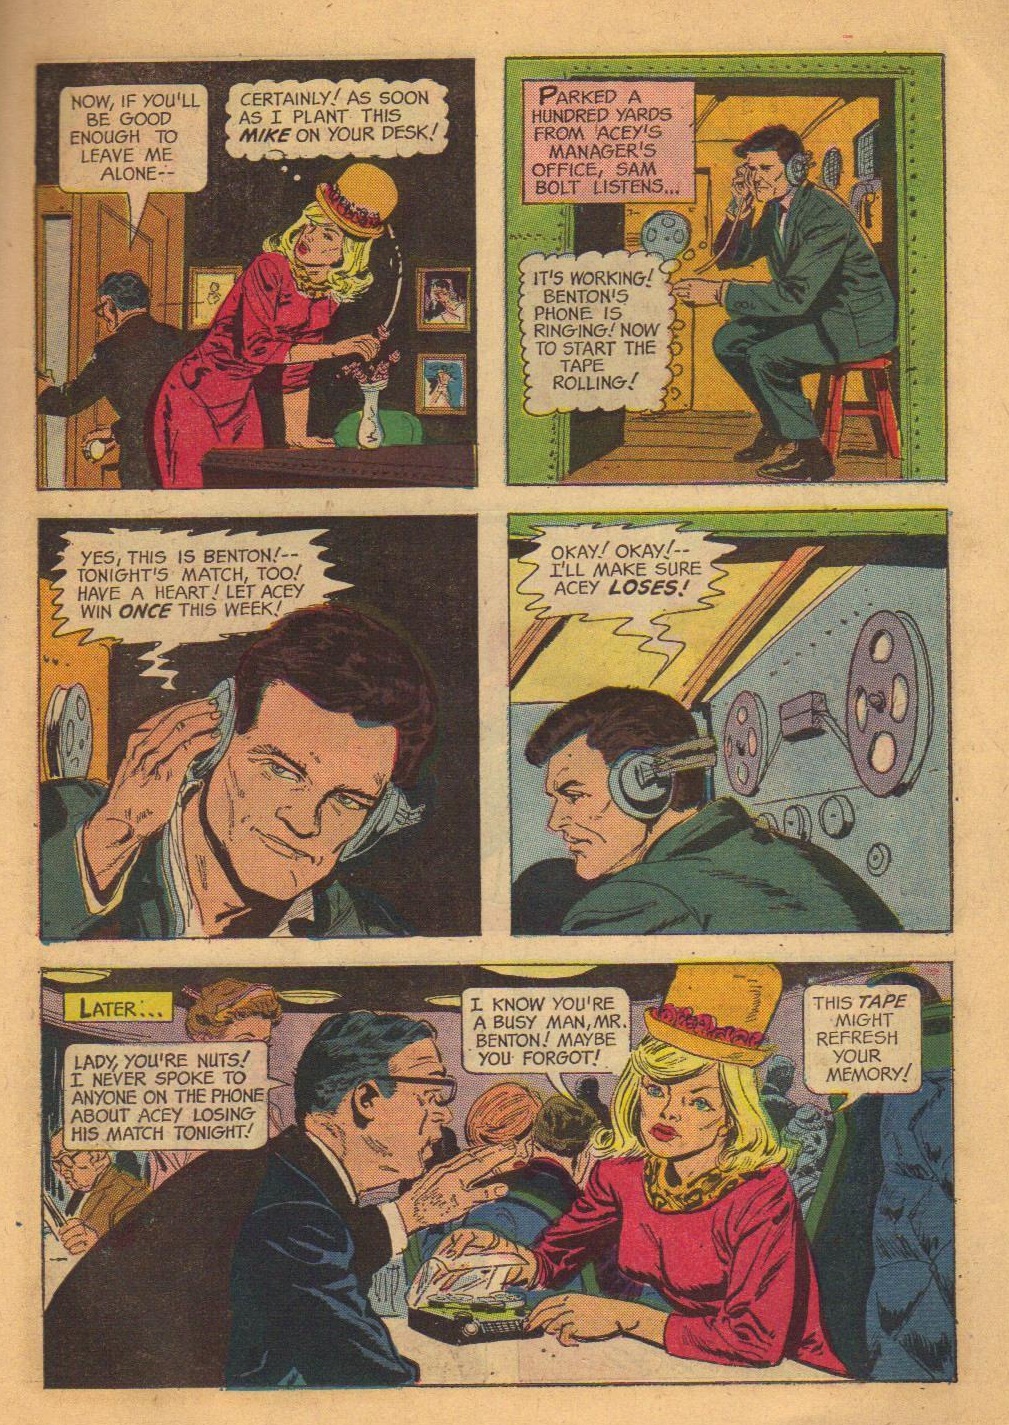 NOW, IF YOU'LL
BE GOOD
ENOUGH TO
LEAVE ME
ALONE--
CERTAINLY! AS SOON
AS I PLANT THIS
MIKE ON YOUR DESK!
PARKED A
HUNDRED YARDS
FROM 'ACEY'S
MANAGER'S
OFFICE, SAM
BOLT LISTENS...
IT'S WORKING!
BENTON'S
PHONE IS
RINGING! NOW
TO START THE
TAPE
ROLLING!
YES, THIS IS BENTON!--
TONIGHT'S MATCH, TOO!
HAVE A HEART! LET ACEY
WIN ONCE THIS WEEK!
OKAY! OKAY!--
I'LL MAKE SURE
ACEY LOSES!
LATER...
LADY, YOU'RE NUTS!
I NEVER SPOKE TO
ANYONE ON THE PHONE
ABOUT ACEY LOSING
HIS MATCH TONIGHT!
I KNOW YOU'RE
A BUSY MAN, MR.
BENTON! MAYBE
YOU FORGOT!
THIS TAPE
MIGHT
REFRESH
YOUR
MEMORY!